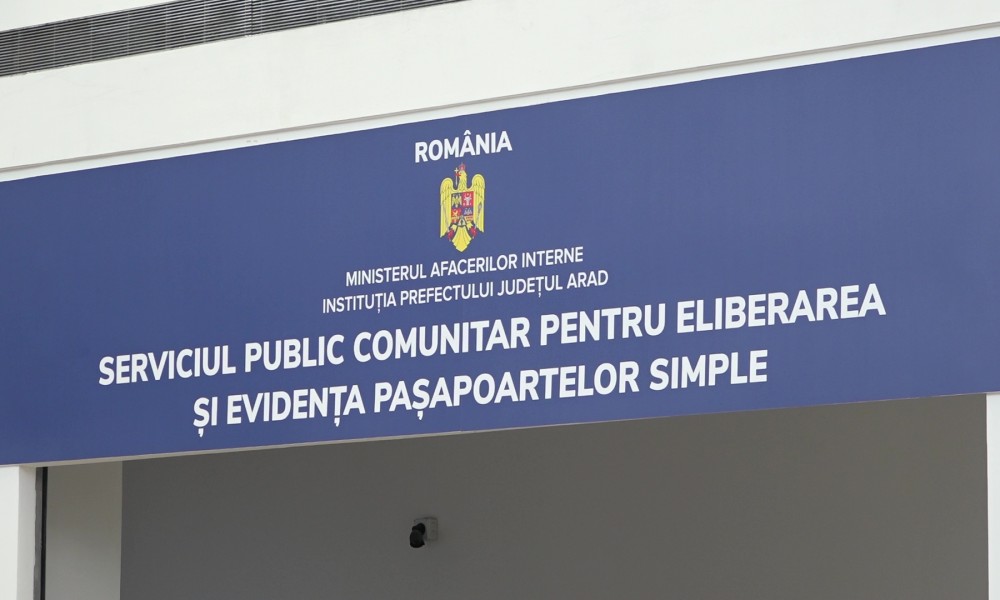 ROMÂNIA
MINISTERUL AFACERILOR INTERNE
INSTITUȚIA PREFECTULUI JUDEȚUL ARAD
SERVICIUL PUBLIC COMUNITAR PENTRU ELIBERAREA
ȘI EVIDENȚA PAȘAPOARTELOR SIMPLE